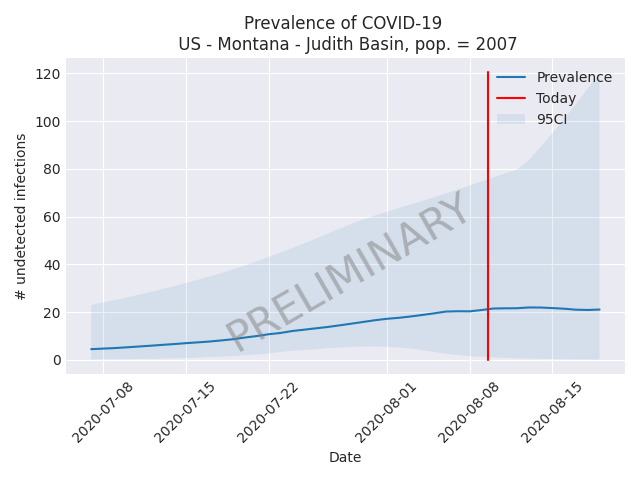 Prevalence of COVID-19
US - Montana - Judith Basin, pop. = 2007
120
100
80
60
40
20
0
# undetected infections
Prevalence
Today
95CI
PRELIMINARY
2020-07-08
2020-07-15
2020-07-22
2020-08-01
2020-08-08
2020-08-15
Date